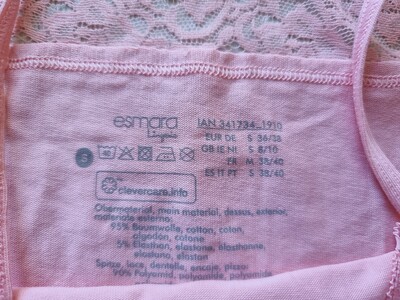 esmara
Lingerie
IAN 341734_1910
EUR DE S 36/38
GB IE NI S 8/10
FR M 38/40
ES IT PT S 38/40
S
clevercare.info
Obermaterial, main material, dessus, exterior,
materiale esterno:
95% Baumwolle, cotton, coton,
algodón, cotone
5% Elasthan, elastane, élasthanne,
elastano, elastan
Spitze, lace, dentelle, encaje, pizzo:
90% Polyamid, polyamide, polyamide